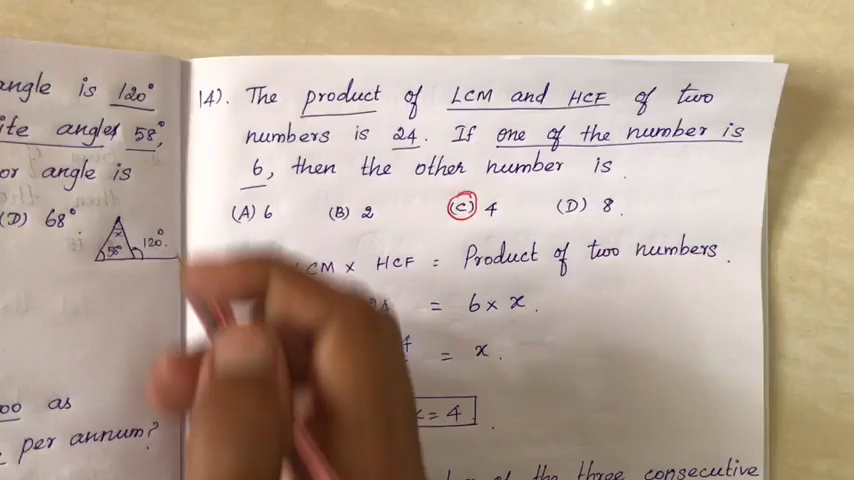 angle is 120°
angles 58°,
or angle is
(D) 68°
58° x 120°.
as
per annum?
14). The product of LCM and HCF of two
numbers is 24. If one of the number is
6, then the other number is
(A) 6 (B) 2 (C) 4 (D) 8.
LCM x HCF = Product of two numbers.
= 6 x x.
= x.
x = 4
of the three consecutive